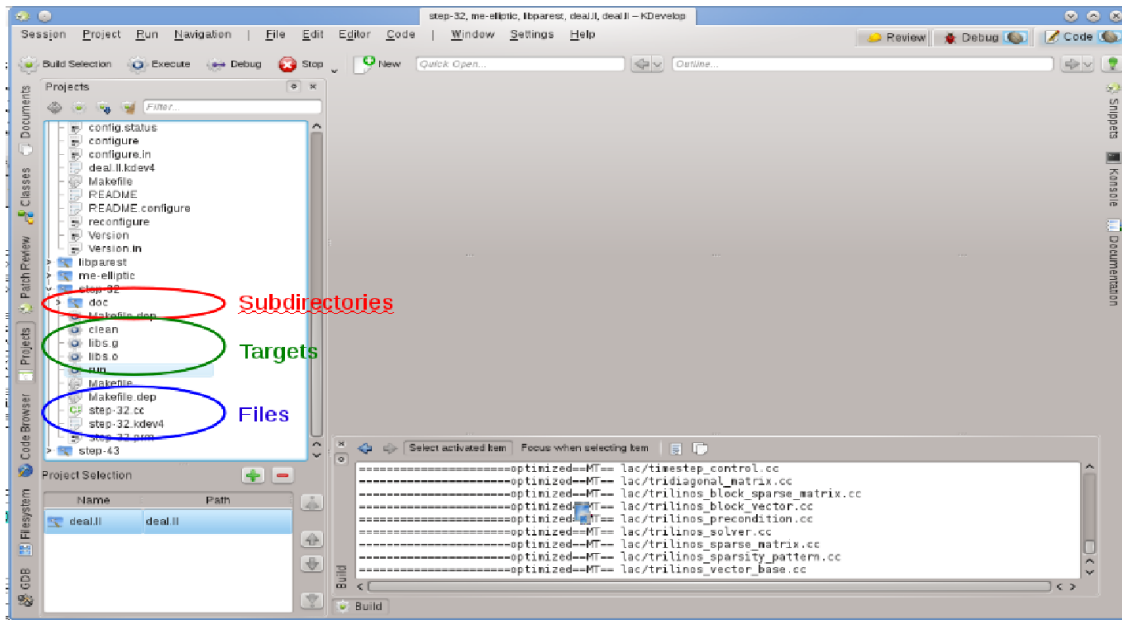 step-32, me-elliptic, libparest, deal.II, deal.II – KDevelop
Session Project Run Navigation | File Edit Editor Code | Window Settings Help
Review Debug Code
Build Selection Execute Debug Stop New Quick Open... Outline...
Projects
Filter...
config.status
configure
configure.in
deal.II.kdev4
Makefile
README
README.configure
reconfigure
Version
Version.in
libparest
me-elliptic
step-32
doc
Subdirectories
Makefile.dep
clean
libs.g
libs.o
Targets
run
Makefile
Makefile.dep
step-32.cc
Files
step-32.kdev4
step-32.prm
step-43
Project Selection
Name Path
deal.II deal.II
Documents
Classes
Patch Review
Projects
Code Browser
Filesystem
GDB
Snippets
Konsole
Documentation
Select activated Item Focus when selecting Item
======================optimized==MT== lac/timestep_control.cc
======================optimized==MT== lac/tridiagonal_matrix.cc
======================optimized==MT== lac/trilinos_block_sparse_matrix.cc
======================optimized==MT== lac/trilinos_block_vector.cc
======================optimized==MT== lac/trilinos_precondition.cc
======================optimized==MT== lac/trilinos_solver.cc
======================optimized==MT== lac/trilinos_sparse_matrix.cc
======================optimized==MT== lac/trilinos_sparsity_pattern.cc
======================optimized==MT== lac/trilinos_vector_base.cc
Build
Build